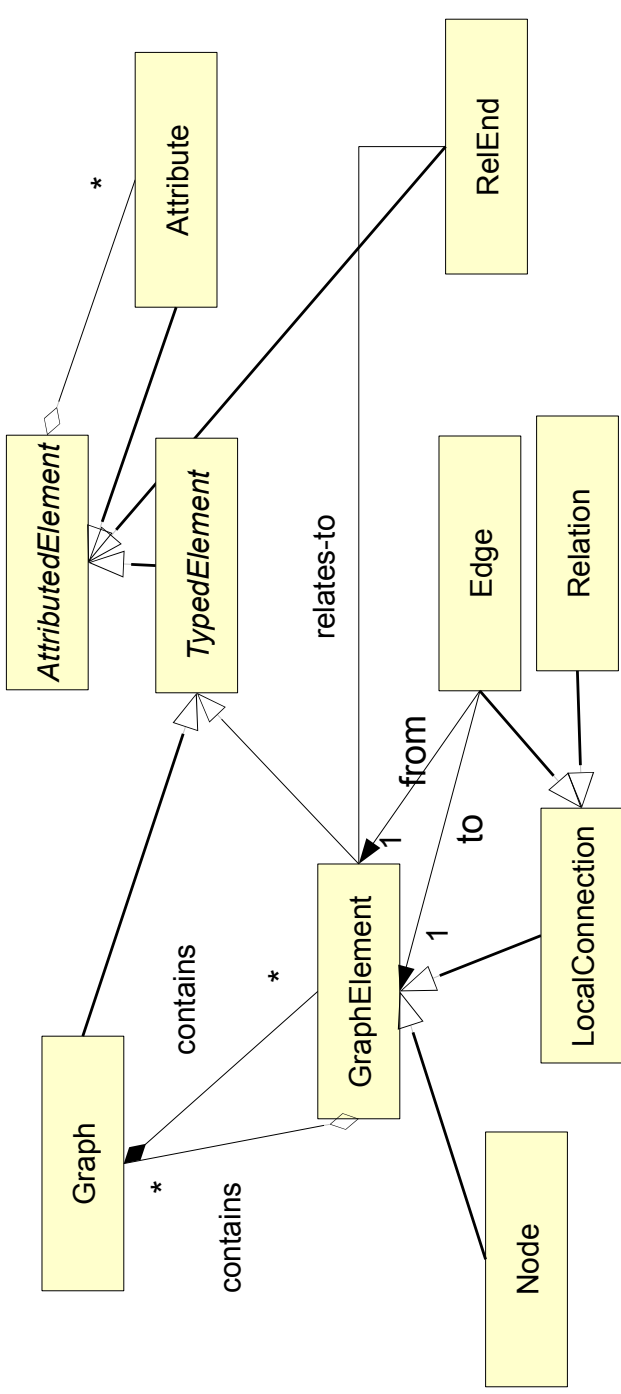 AttributedElement
Graph
*
*
Attribute
contains
TypedElement
contains
*
relates-to
GraphElement
1
from
1
to
Edge
RelEnd
Node
LocalConnection
Relation